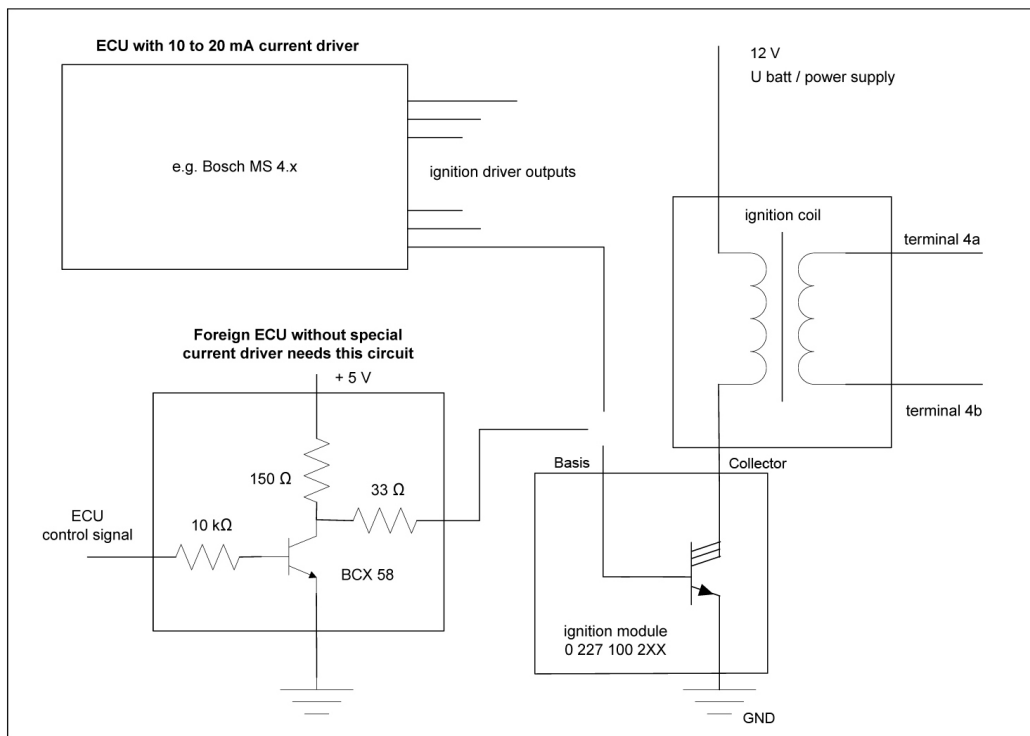 ECU with 10 to 20 mA current driver
e.g. Bosch MS 4.x
ignition driver outputs
12 V
U batt / power supply
ignition coil
terminal 4a
terminal 4b
Foreign ECU without special
current driver needs this circuit
+ 5 V
150 Ω
33 Ω
10 kΩ
ECU
control signal
BCX 58
Basis
Collector
ignition module
0 227 100 2XX
GND